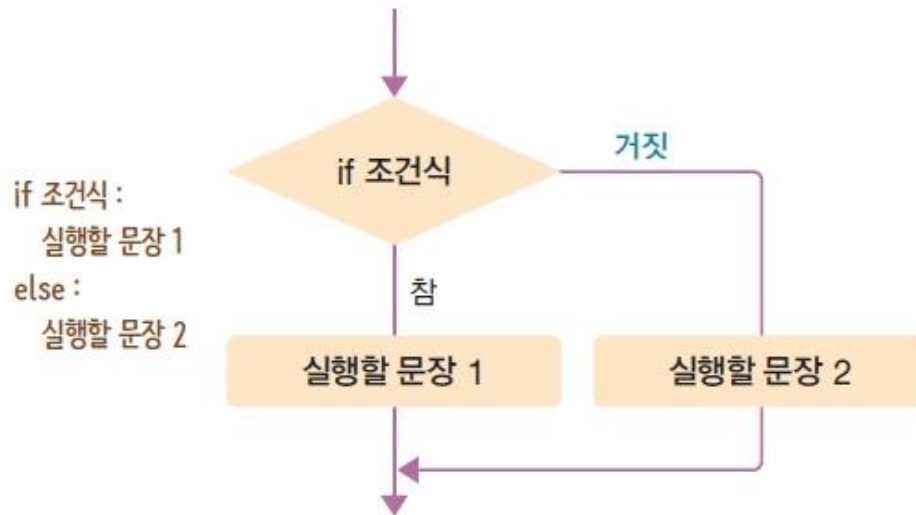 if 조건식 :
실행할 문장 1
else :
실행할 문장 2
if 조건식
거짓
참
실행할 문장 1
실행할 문장 2